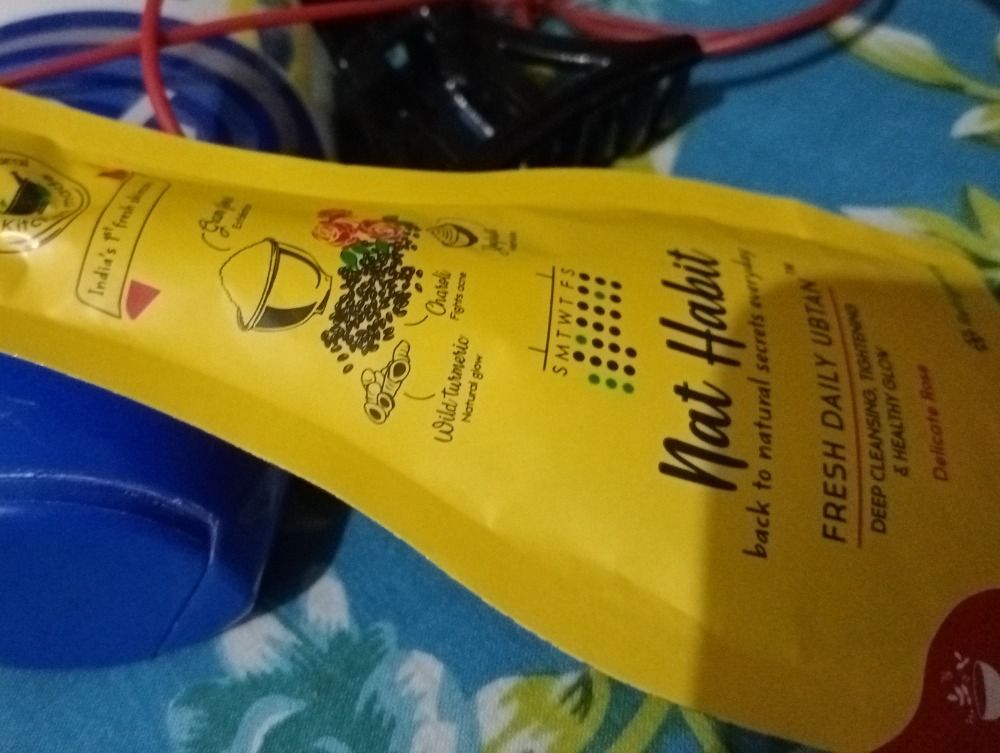 Nat Habit
back to natural secrets everyday
TM
FRESH DAILY UBTAN
DEEP CLEANSING, TIGHTENING
& HEALTHY GLOW
Delicate Rose
S M T W T F S
Charoli
Fights acne
Wild turmeric
Natural glow
India's 1st fresh